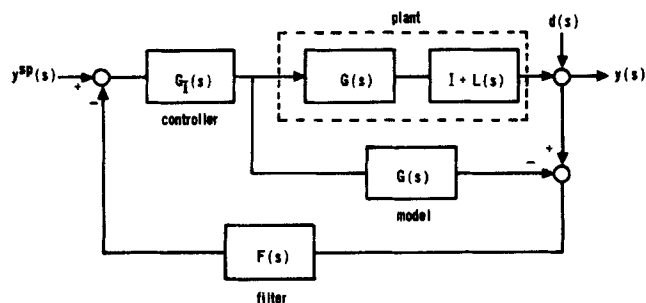 plant
d(s)
y^sp(s)
+
−
G_I(s)
controller
G(s)
I + L(s)
y(s)
+
−
G(s)
model
F(s)
filter